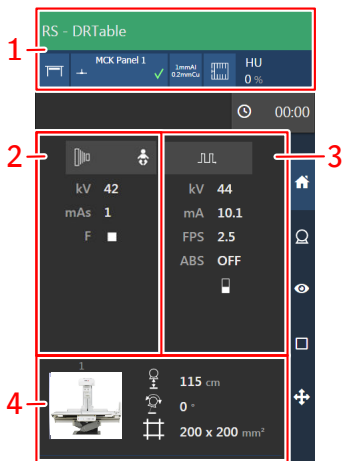 RS - DRTable
1
MCK Panel 1
1mmAl
0.2mmCu
HU
0 %
00:00
2
3
kV 42
mAs 1
F
kV 44
mA 10.1
FPS 2.5
ABS OFF
4
1
115 cm
0 °
200 x 200 mm²